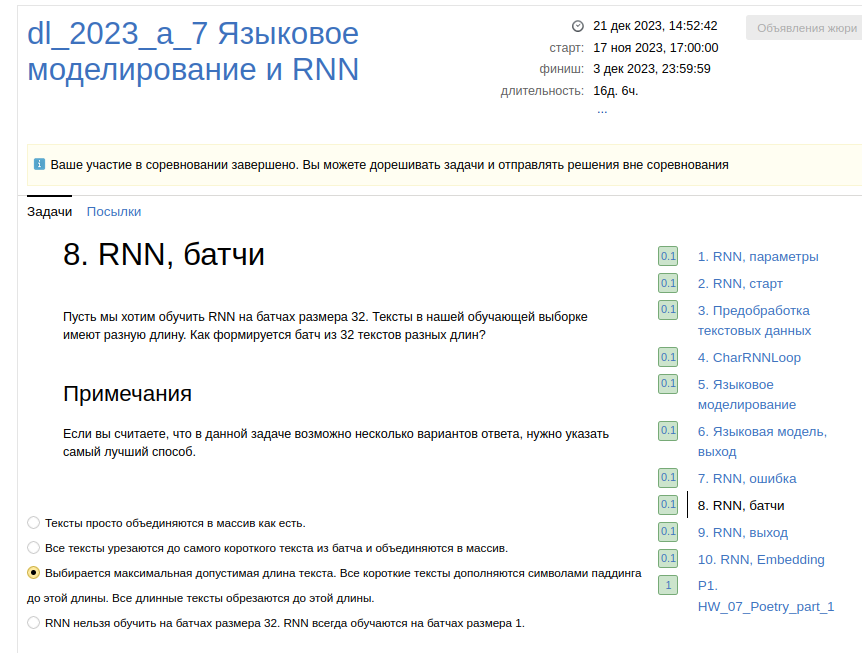 dl_2023_a_7 Языковое
моделирование и RNN
21 дек 2023, 14:52:42
старт: 17 ноя 2023, 17:00:00
финиш: 3 дек 2023, 23:59:59
длительность: 16д. 6ч.
...
Объявления жюри
Ваше участие в соревновании завершено. Вы можете дорешивать задачи и отправлять решения вне соревнования
Задачи Посылки
8. RNN, батчи
Пусть мы хотим обучить RNN на батчах размера 32. Тексты в нашей обучающей выборке
имеют разную длину. Как формируется батч из 32 текстов разных длин?
Примечания
Если вы считаете, что в данной задаче возможно несколько вариантов ответа, нужно указать
самый лучший способ.
Тексты просто объединяются в массив как есть.
Все тексты урезаются до самого короткого текста из батча и объединяются в массив.
Выбирается максимальная допустимая длина текста. Все короткие тексты дополняются символами паддинга
до этой длины. Все длинные тексты обрезаются до этой длины.
RNN нельзя обучить на батчах размера 32. RNN всегда обучаются на батчах размера 1.
0.1 1. RNN, параметры
0.1 2. RNN, старт
0.1 3. Предобработка
текстовых данных
0.1 4. CharRNNLoop
0.1 5. Языковое
моделирование
0.1 6. Языковая модель,
выход
0.1 7. RNN, ошибка
0.1 8. RNN, батчи
0.1 9. RNN, выход
0.1 10. RNN, Embedding
1 P1.
HW_07_Poetry_part_1